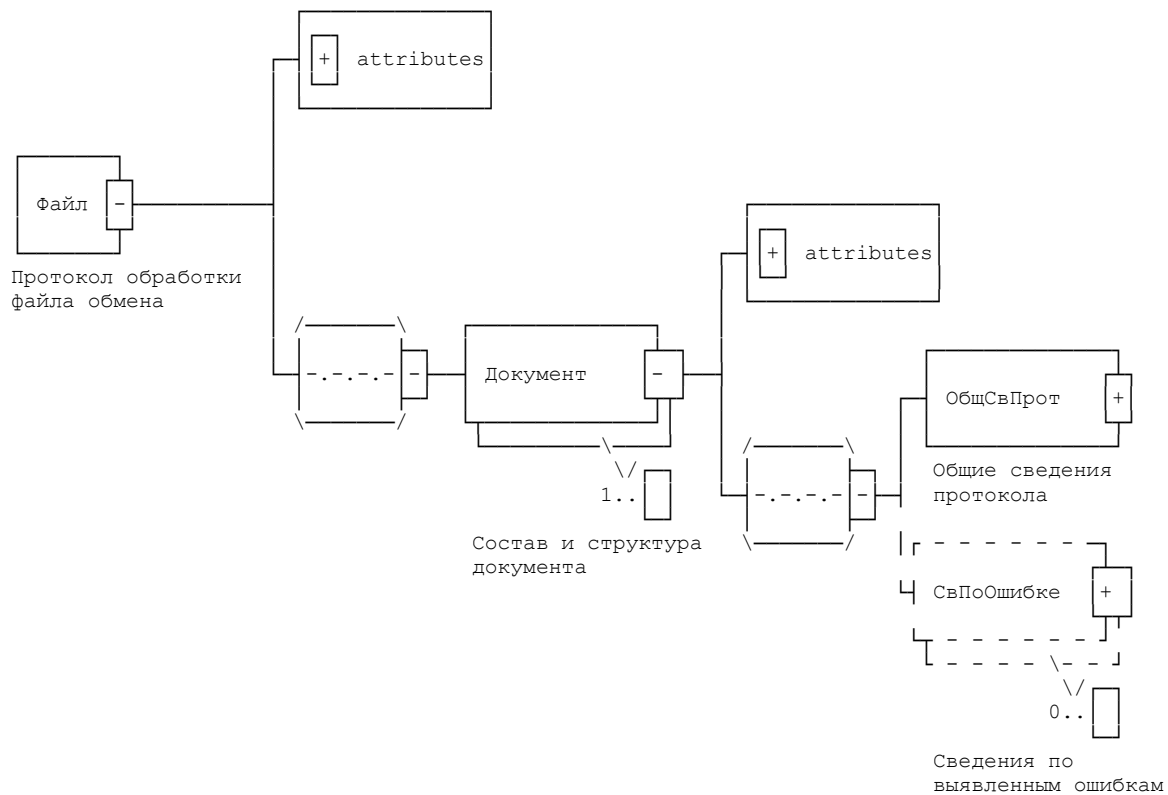 + attributes
Файл -
Протокол обработки
файла обмена
+ attributes
-.-.-.- -
Документ -
ОбщСвПрот +
1..
Общие сведения
протокола
-.-.-.- -
Состав и структура
документа
СвПоОшибке +
0..
Сведения по
выявленным ошибкам